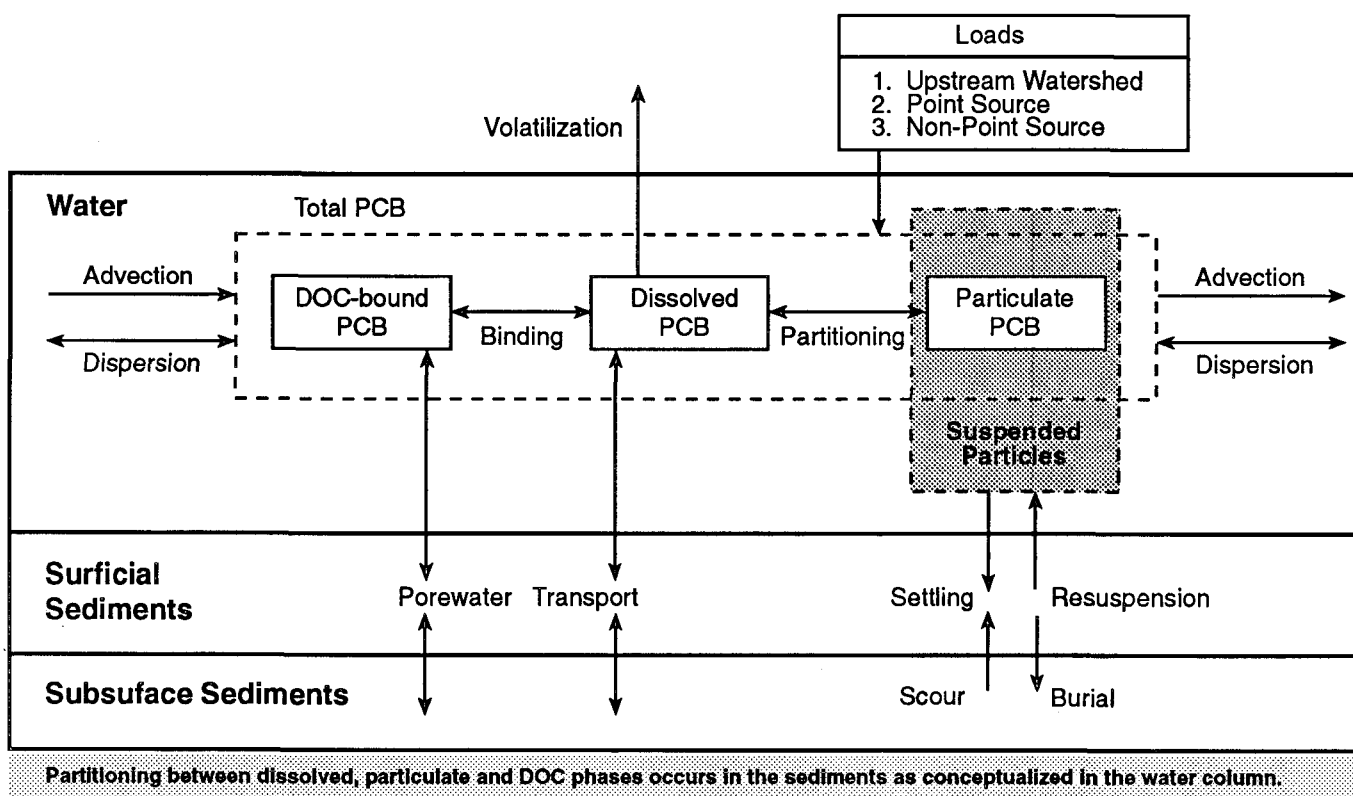 Loads
1. Upstream Watershed
2. Point Source
3. Non-Point Source
Volatilization
Water
Total PCB
Advection
Dispersion
DOC-bound
PCB
Binding
Dissolved
PCB
Partitioning
Particulate
PCB
Suspended
Particles
Advection
Dispersion
Surficial
Sediments
Porewater Transport
Settling
Resuspension
Subsuface Sediments
Scour
Burial
Partitioning between dissolved, particulate and DOC phases occurs in the sediments as conceptualized in the water column.